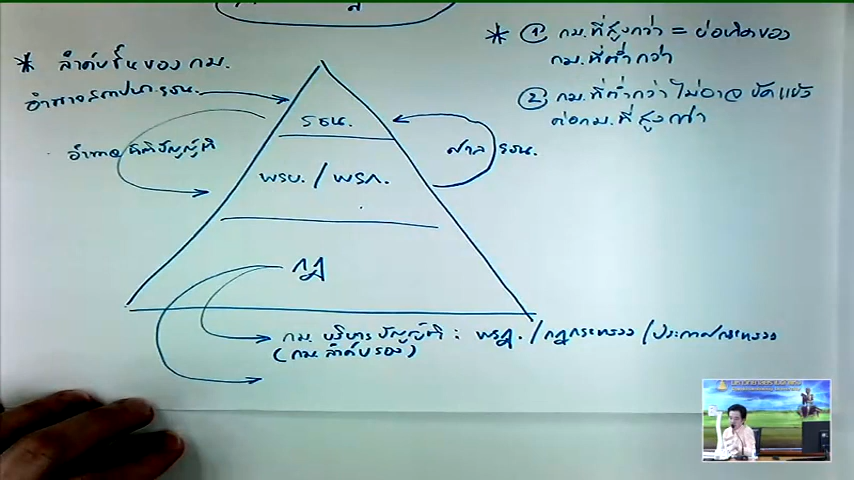 * ลำดับชั้นของ กม.
อำนาจสถาปนา รธน.
อำนาจ นิติบัญญัติ
รธน.
พรบ. / พรก.
กฎ
ศาล รธน.
* ① กม. ที่สูงกว่า = บ่อเกิดของ
กม. ที่ต่ำกว่า
② กม. ที่ต่ำกว่า ไม่อาจ ขัดแย้ง
ต่อกม. ที่สูงกว่า
กม. บริหารบัญญัติ : พรฎ. / กฎกระทรวง / ประกาศกระทรวง
(กม. ลำดับรอง)